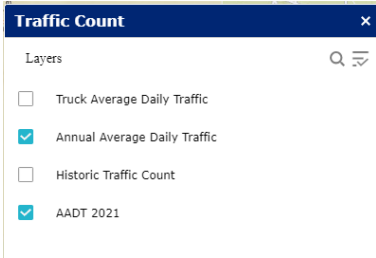 Traffic Count
Layers
Truck Average Daily Traffic
Annual Average Daily Traffic
Historic Traffic Count
AADT 2021